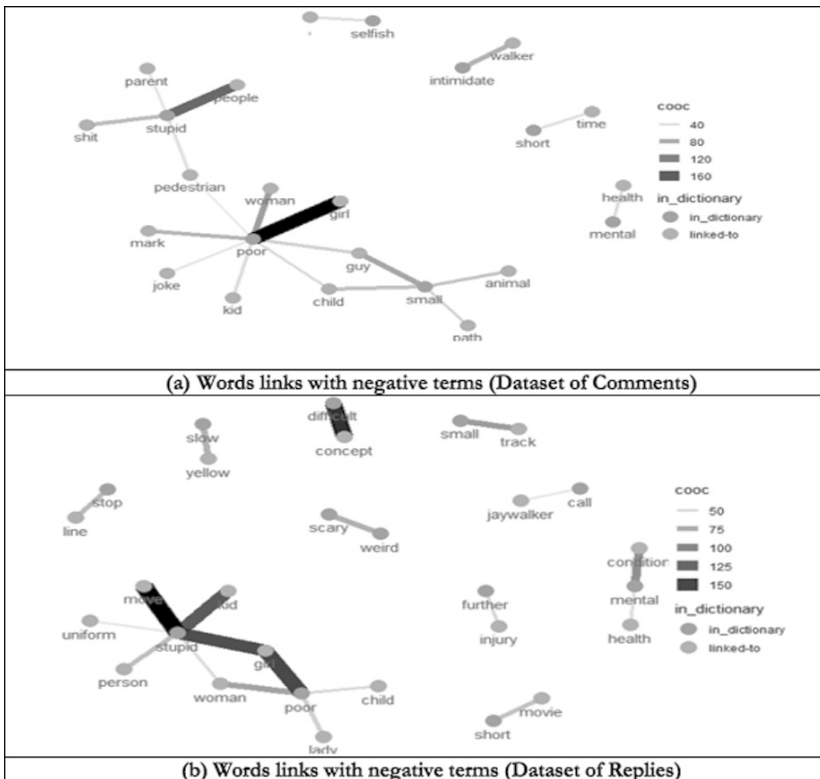 selfish
walker
intimidate
parent
people
stupid
shit
time
short
cooc
40
80
120
160
in_dictionary
in_dictionary
linked-to
pedestrian
woman
girl
health
mental
mark
poor
guy
joke
child
small
animal
kid
path
(a) Words links with negative terms (Dataset of Comments)
difficult
concept
slow
yellow
small
track
stop
line
scary
weird
jaywalker
call
cooc
50
75
100
125
150
in_dictionary
in_dictionary
linked-to
condition
mental
health
move
kid
uniform
stupid
further
injury
girl
person
woman
poor
child
lady
movie
short
(b) Words links with negative terms (Dataset of Replies)